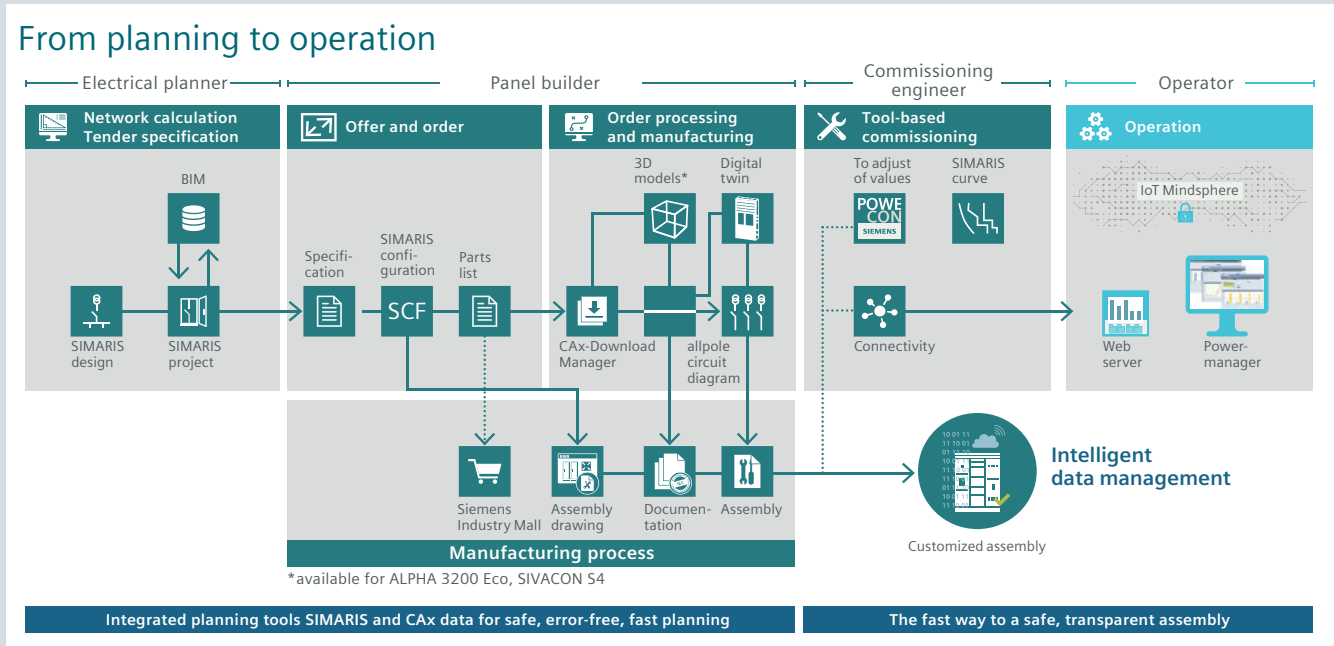 From planning to operation
Electrical planner
Panel builder
Commissioning
engineer
Operator
Network calculation
Tender specification
Offer and order
Order processing
and manufacturing
Tool-based
commissioning
Operation
BIM
SIMARIS
design
SIMARIS
project
Specifi-
cation
SIMARIS
confi-
guration
SCF
Parts
list
3D
models*
Digital
twin
CAx-Download
Manager
allpole
circuit
diagram
To adjust
of values
POWE
CON
SIEMENS
SIMARIS
curve
Connectivity
IoT Mindsphere
Web
server
Power-
manager
Siemens
Industry Mall
Assembly
drawing
Documen-
tation
Assembly
Manufacturing process
*available for ALPHA 3200 Eco, SIVACON S4
Intelligent
data management
Customized assembly
Integrated planning tools SIMARIS and CAx data for safe, error-free, fast planning
The fast way to a safe, transparent assembly